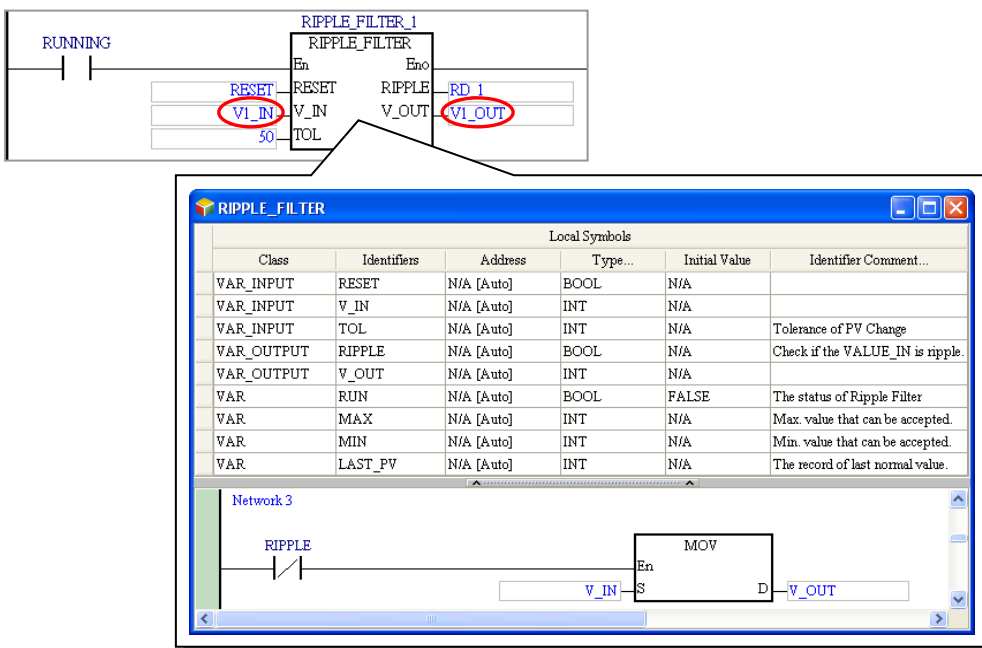 RIPPLE_FILTER_1
RUNNING
RIPPLE_FILTER
En Eno
RESET RESET RIPPLE RD_1
V1_IN V_IN V_OUT V1_OUT
50 TOL
RIPPLE_FILTER
Local Symbols
Class Identifiers Address Type... Initial Value Identifier Comment...
VAR_INPUT RESET N/A [Auto] BOOL N/A
VAR_INPUT V_IN N/A [Auto] INT N/A
VAR_INPUT TOL N/A [Auto] INT N/A Tolerance of PV Change
VAR_OUTPUT RIPPLE N/A [Auto] BOOL N/A Check if the VALUE_IN is ripple.
VAR_OUTPUT V_OUT N/A [Auto] INT N/A
VAR RUN N/A [Auto] BOOL FALSE The status of Ripple Filter
VAR MAX N/A [Auto] INT N/A Max. value that can be accepted.
VAR MIN N/A [Auto] INT N/A Min. value that can be accepted.
VAR LAST_PV N/A [Auto] INT N/A The record of last normal value.
Network 3
RIPPLE MOV
En
V_IN S D V_OUT